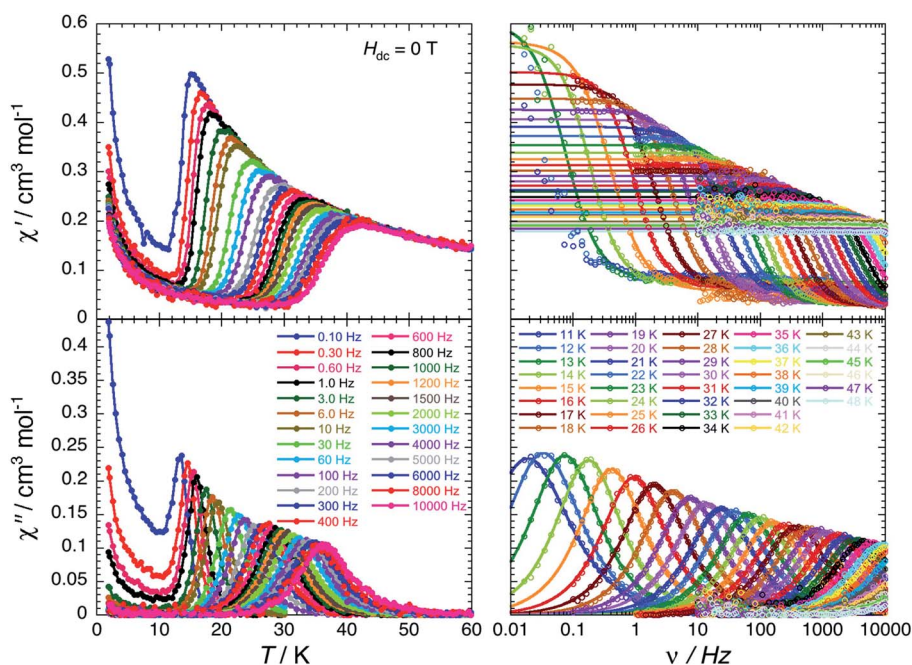 0.6
0.5
0.4
0.3
0.2
0.1
0
χ' / cm³ mol⁻¹
H_dc = 0 T
0.4
0.35
0.3
0.25
0.2
0.15
0.1
0.05
0
χ'' / cm³ mol⁻¹
0.10 Hz 600 Hz
0.30 Hz 800 Hz
0.60 Hz 1000 Hz
1.0 Hz 1200 Hz
3.0 Hz 1500 Hz
6.0 Hz 2000 Hz
10 Hz 3000 Hz
30 Hz 4000 Hz
60 Hz 5000 Hz
100 Hz 6000 Hz
200 Hz 8000 Hz
300 Hz 10000 Hz
400 Hz
0 10 20 30 40 50 60
T / K
11 K 19 K 27 K 35 K 43 K
12 K 20 K 28 K 36 K 44 K
13 K 21 K 29 K 37 K 45 K
14 K 22 K 30 K 38 K 46 K
15 K 23 K 31 K 39 K 47 K
16 K 24 K 32 K 40 K 48 K
17 K 25 K 33 K 41 K
18 K 26 K 34 K 42 K
0.01 0.1 1 10 100 1000 10000
ν / Hz